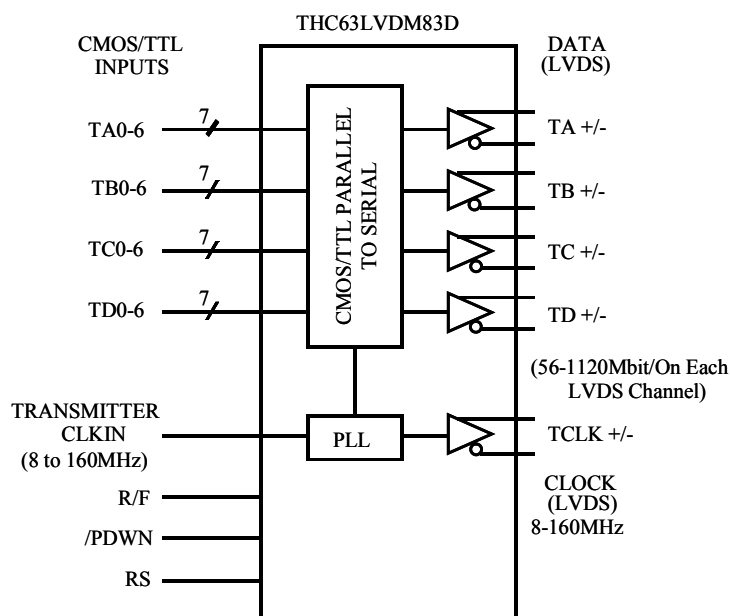 THC63LVDM83D
CMOS/TTL
INPUTS
DATA
(LVDS)
TA0-6
7
TA +/-
TB0-6
7
TB +/-
TC0-6
7
TC +/-
TD0-6
7
TD +/-
CMOS/TTL PARALLEL
TO SERIAL
(56-1120Mbit/On Each
LVDS Channel)
TRANSMITTER
CLKIN
(8 to 160MHz)
PLL
TCLK +/-
CLOCK
(LVDS)
8-160MHz
R/F
/PDWN
RS